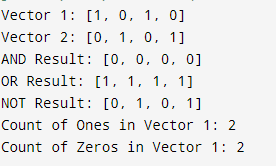 Vector 1: [1, 0, 1, 0]
Vector 2: [0, 1, 0, 1]
AND Result: [0, 0, 0, 0]
OR Result: [1, 1, 1, 1]
NOT Result: [0, 1, 0, 1]
Count of Ones in Vector 1: 2
Count of Zeros in Vector 1: 2